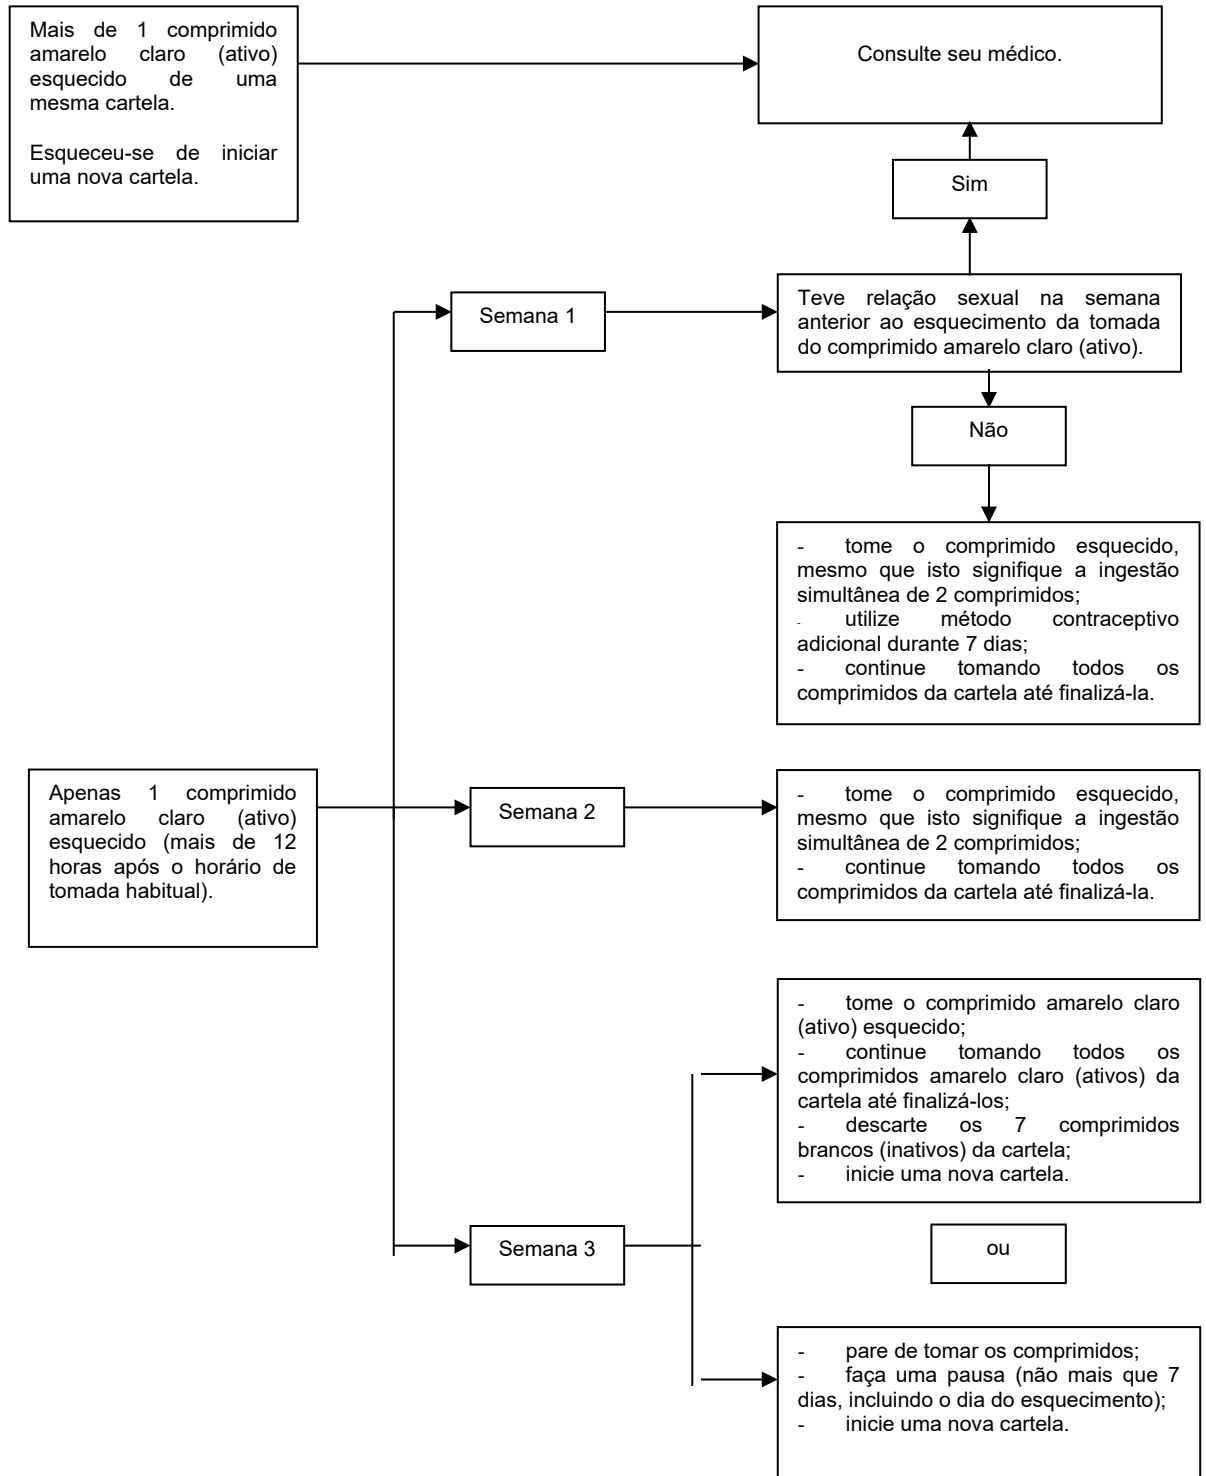 Mais de 1 comprimido
amarelo claro (ativo)
esquecido de uma
mesma cartela.
Esqueceu-se de iniciar
uma nova cartela.
Consulte seu médico.
Sim
Semana 1
Teve relação sexual na semana
anterior ao esquecimento da tomada
do comprimido amarelo claro (ativo).
Não
- tome o comprimido esquecido,
mesmo que isto signifique a ingestão
simultânea de 2 comprimidos;
- utilize método contraceptivo
adicional durante 7 dias;
- continue tomando todos os
comprimidos da cartela até finalizá-la.
Apenas 1 comprimido
amarelo claro (ativo)
esquecido (mais de 12
horas após o horário de
tomada habitual).
Semana 2
- tome o comprimido esquecido,
mesmo que isto signifique a ingestão
simultânea de 2 comprimidos;
- continue tomando todos os
comprimidos da cartela até finalizá-la.
Semana 3
- tome o comprimido amarelo claro
(ativo) esquecido;
- continue tomando todos os
comprimidos amarelo claro (ativos) da
cartela até finalizá-los;
- descarte os 7 comprimidos
brancos (inativos) da cartela;
- inicie uma nova cartela.
ou
- pare de tomar os comprimidos;
- faça uma pausa (não mais que 7
dias, incluindo o dia do esquecimento);
- inicie uma nova cartela.